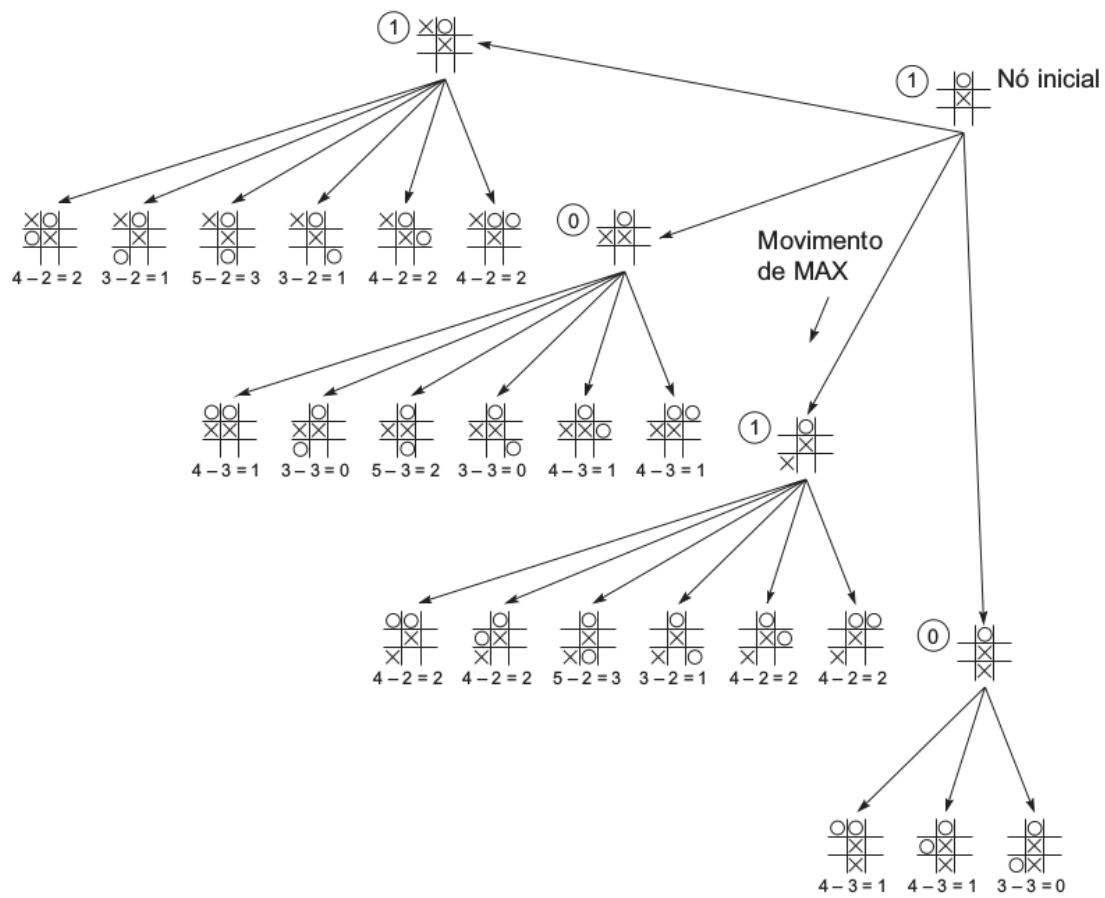 1
1
Nó inicial
4 – 2 = 2
3 – 2 = 1
5 – 2 = 3
3 – 2 = 1
4 – 2 = 2
4 – 2 = 2
0
Movimento
de MAX
4 – 3 = 1
3 – 3 = 0
5 – 3 = 2
3 – 3 = 0
4 – 3 = 1
4 – 3 = 1
1
4 – 2 = 2
4 – 2 = 2
5 – 2 = 3
3 – 2 = 1
4 – 2 = 2
4 – 2 = 2
0
4 – 3 = 1
4 – 3 = 1
3 – 3 = 0